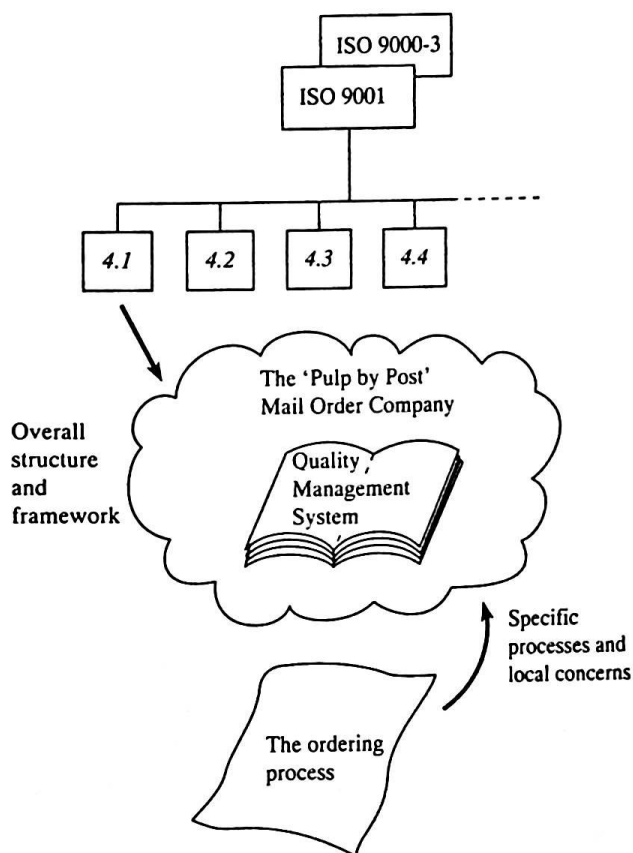 ISO 9000-3
ISO 9001
4.1 4.2 4.3 4.4
The ‘Pulp by Post’
Mail Order Company
Overall
structure
and
framework
Quality
Management
System
Specific
processes and
local concerns
The ordering
process